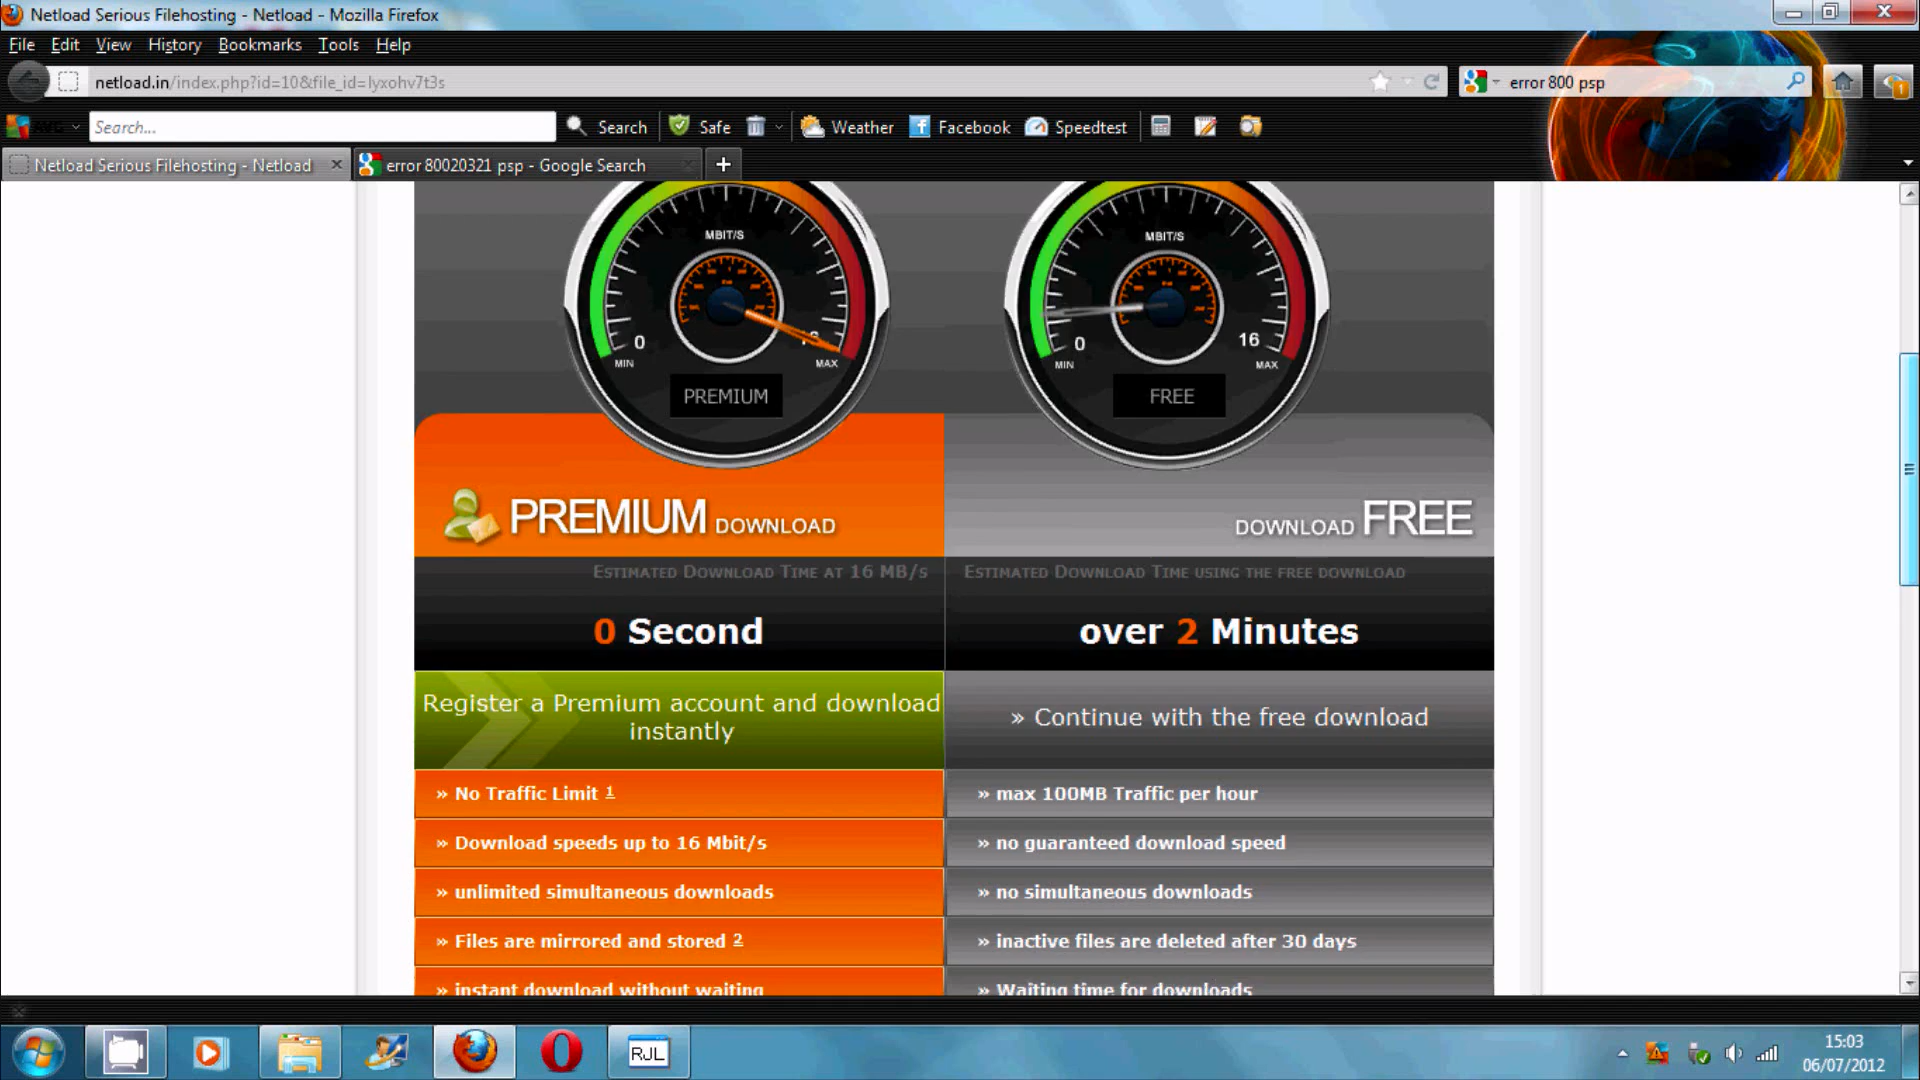 Netload Serious Filehosting - Netload - Mozilla Firefox
File Edit View History Bookmarks Tools Help
netload.in/index.php?id=10&file_id=lyxohv7t3s
error 800 psp
AVG
Search...
Search
Safe
Weather
Facebook
Speedtest
Netload Serious Filehosting - Netload
error 80020321 psp - Google Search
MBIT/S
0
MIN
MAX
PREMIUM
MBIT/S
0
16
MIN
MAX
FREE
PREMIUM DOWNLOAD
DOWNLOAD FREE
ESTIMATED DOWNLOAD TIME AT 16 MB/S
ESTIMATED DOWNLOAD TIME USING THE FREE DOWNLOAD
0 Second
over 2 Minutes
Register a Premium account and download
instantly
» Continue with the free download
» No Traffic Limit 1
» max 100MB Traffic per hour
» Download speeds up to 16 Mbit/s
» no guaranteed download speed
» unlimited simultaneous downloads
» no simultaneous downloads
» Files are mirrored and stored 2
» inactive files are deleted after 30 days
» instant download without waiting
» Waiting time for downloads
RJL
15:03
06/07/2012